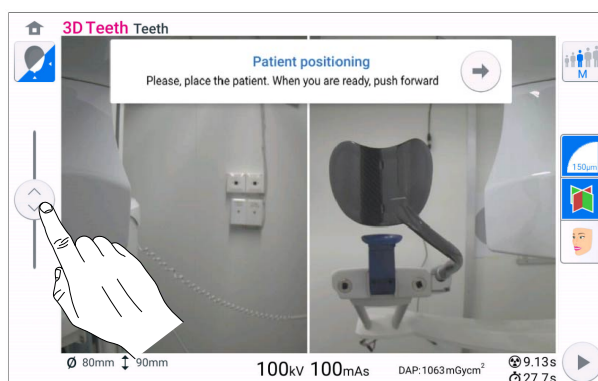 3D Teeth Teeth
Patient positioning
Please, place the patient. When you are ready, push forward
M
150μm
Ø 80mm ↕ 90mm
100kV 100mAs
DAP:1063mGycm²
9.13s
27.7s